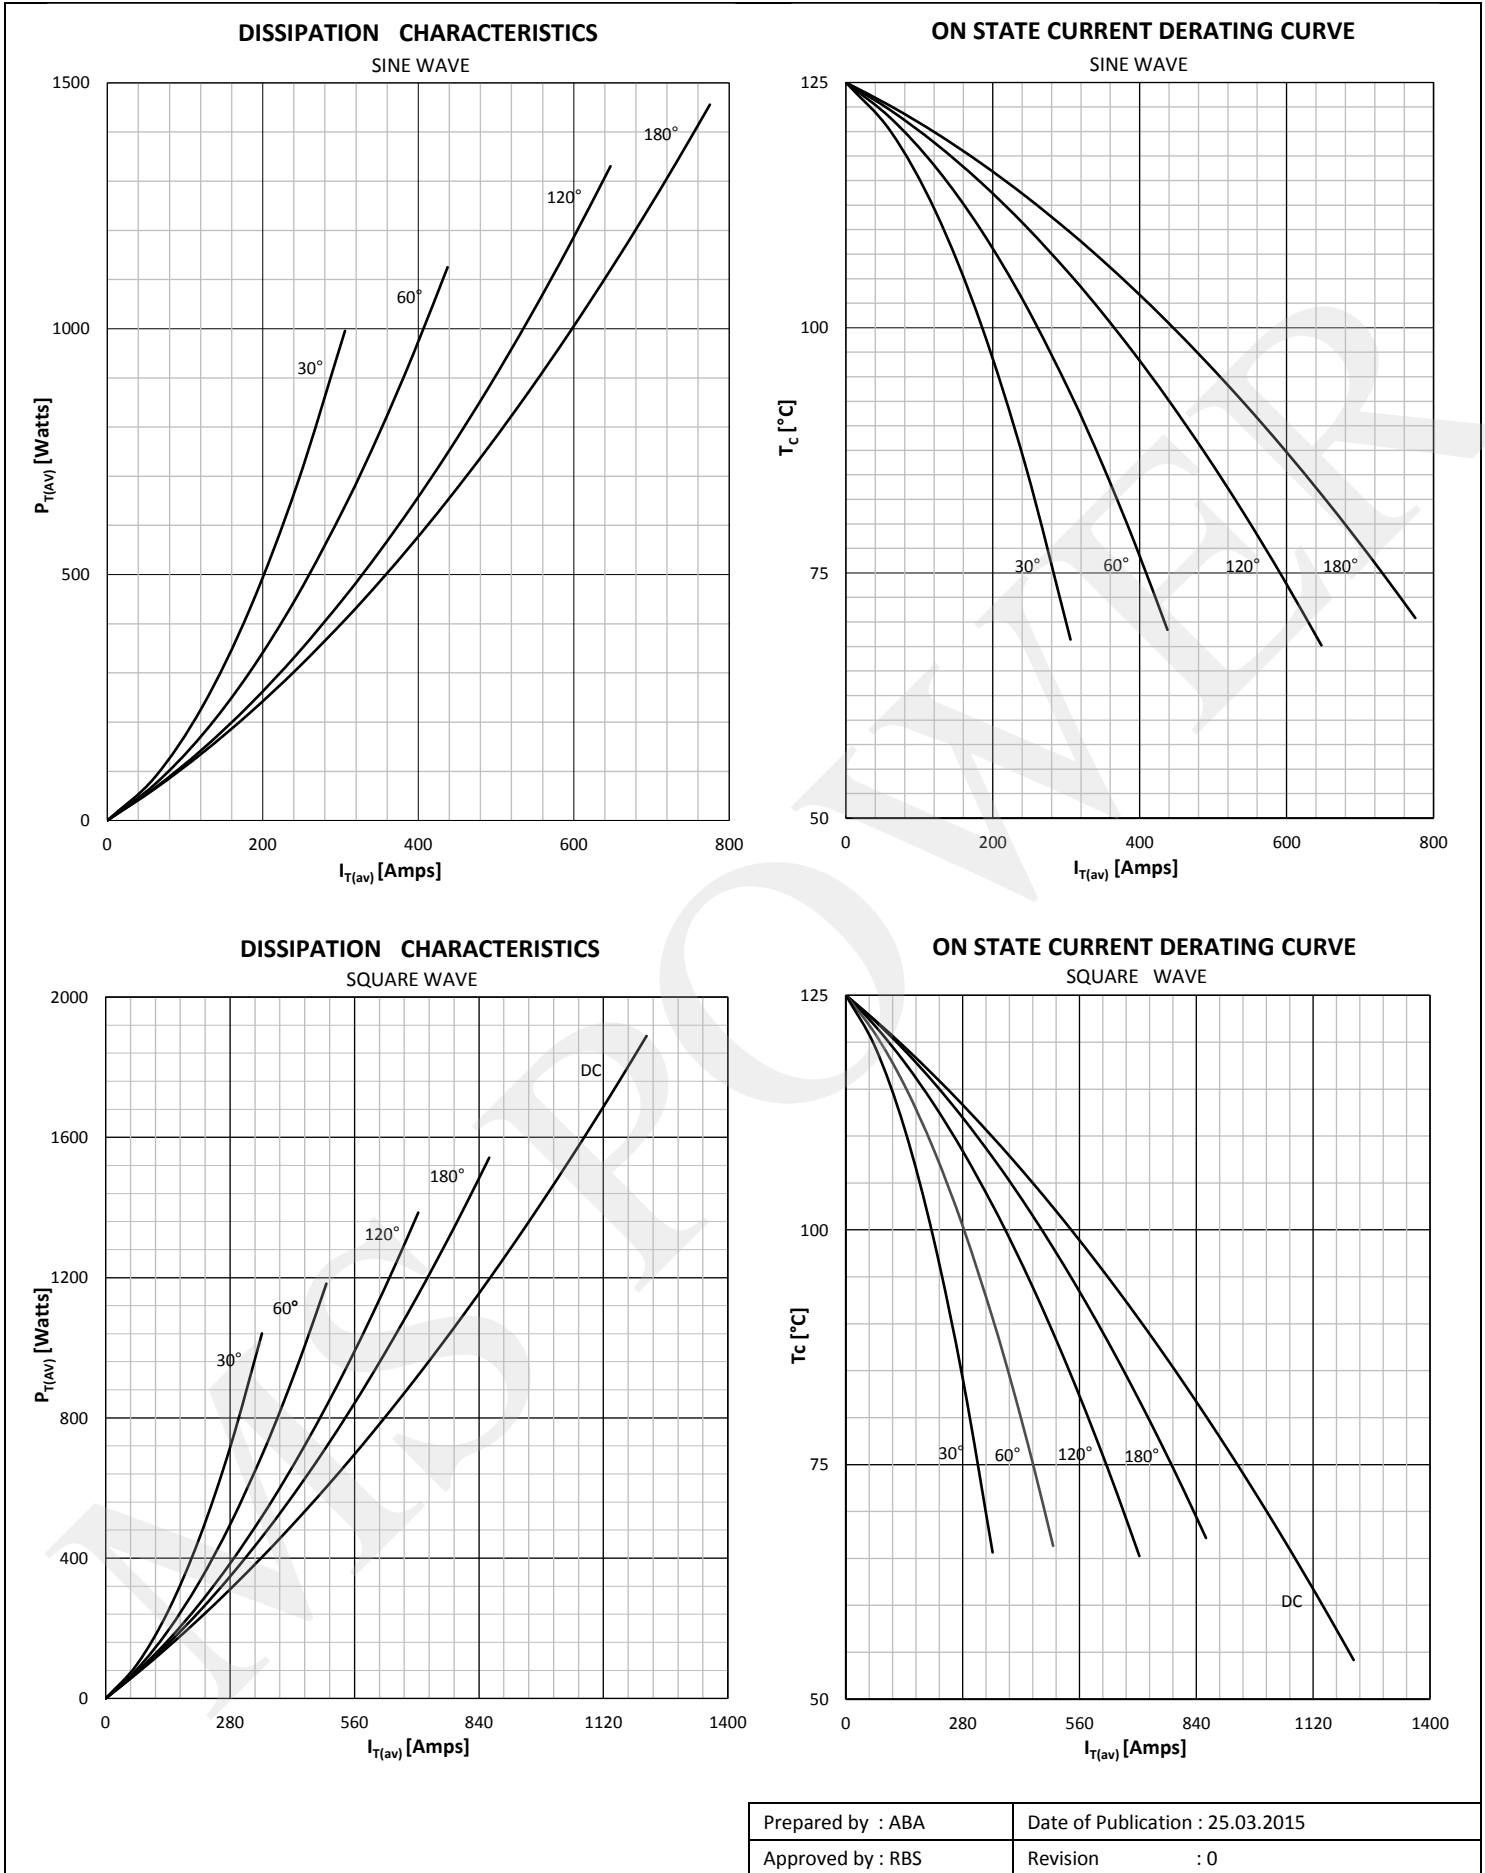 DISSIPATION CHARACTERISTICS
SINE WAVE
1500
1000
500
0
0 200 400 600 800
30°
60°
120°
180°
P_T(AV) [Watts]
I_T(av) [Amps]
ON STATE CURRENT DERATING CURVE
SINE WAVE
125
100
75
50
0 200 400 600 800
30° 60° 120° 180°
T_C [°C]
I_T(av) [Amps]
DISSIPATION CHARACTERISTICS
SQUARE WAVE
2000
1600
1200
800
400
0
0 280 560 840 1120 1400
30°
60°
120°
180°
DC
P_T(AV) [Watts]
I_T(av) [Amps]
ON STATE CURRENT DERATING CURVE
SQUARE WAVE
125
100
75
50
0 280 560 840 1120 1400
30° 60° 120° 180°
DC
Tc [°C]
I_T(av) [Amps]
MS POWER
Prepared by : ABA Date of Publication : 25.03.2015
Approved by : RBS Revision : 0